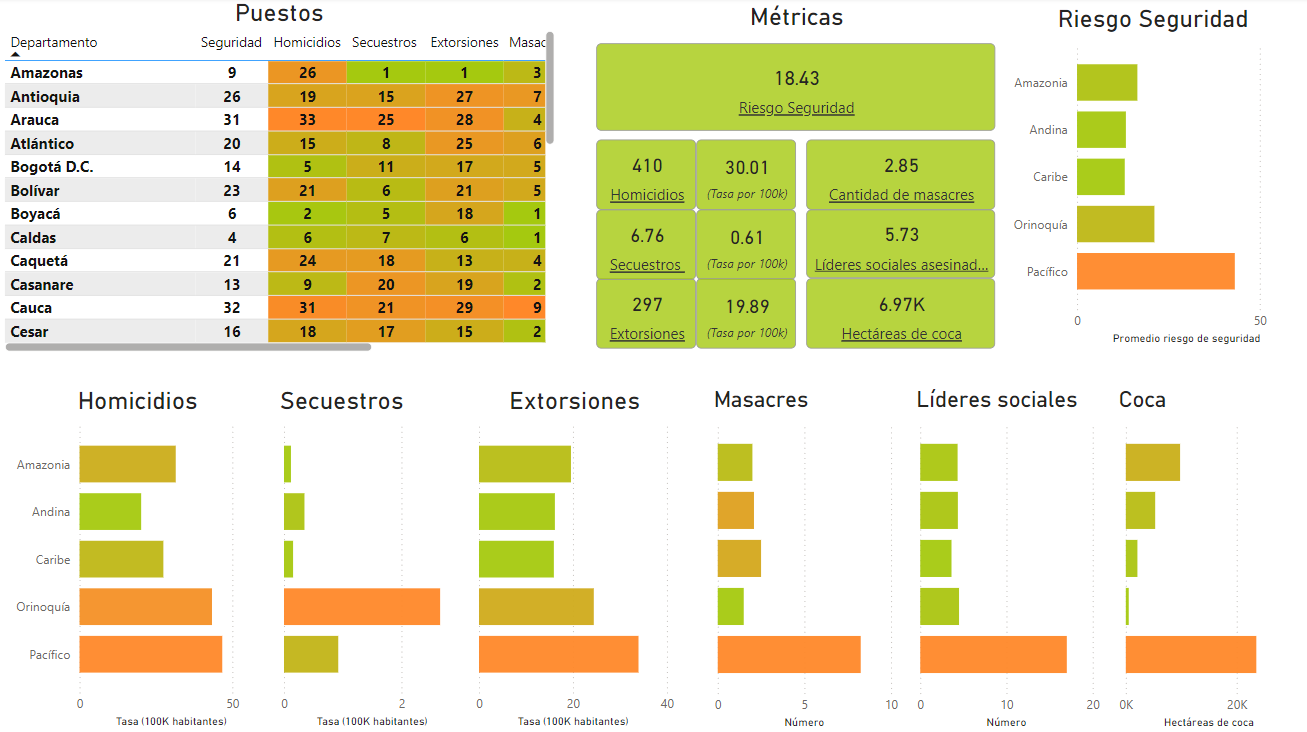 Puestos
Departamento Seguridad Homicidios Secuestros Extorsiones Masac
Amazonas 9 26 1 1 3
Antioquia 26 19 15 27 7
Arauca 31 33 25 28 4
Atlántico 20 15 8 25 6
Bogotá D.C. 14 5 11 17 5
Bolívar 23 21 6 21 5
Boyacá 6 2 5 18 1
Caldas 4 6 7 6 1
Caquetá 21 24 18 13 4
Casanare 13 9 20 19 2
Cauca 32 31 21 29 9
Cesar 16 18 17 15 2
Métricas
18.43
Riesgo Seguridad
410 30.01 2.85
Homicidios (Tasa por 100k) Cantidad de masacres
6.76 0.61 5.73
Secuestros (Tasa por 100k) Líderes sociales asesinad...
297 19.89 6.97K
Extorsiones (Tasa por 100k) Hectáreas de coca
Riesgo Seguridad
Amazonia
Andina
Caribe
Orinoquía
Pacífico
0 50
Promedio riesgo de seguridad
Homicidios
Amazonia
Andina
Caribe
Orinoquía
Pacífico
0 50
Tasa (100K habitantes)
Secuestros
0 2
Tasa (100K habitantes)
Extorsiones
0 20 40
Tasa (100K habitantes)
Masacres
0 5 10
Número
Líderes sociales
0 10 20
Número
Coca
0K 20K
Hectáreas de coca